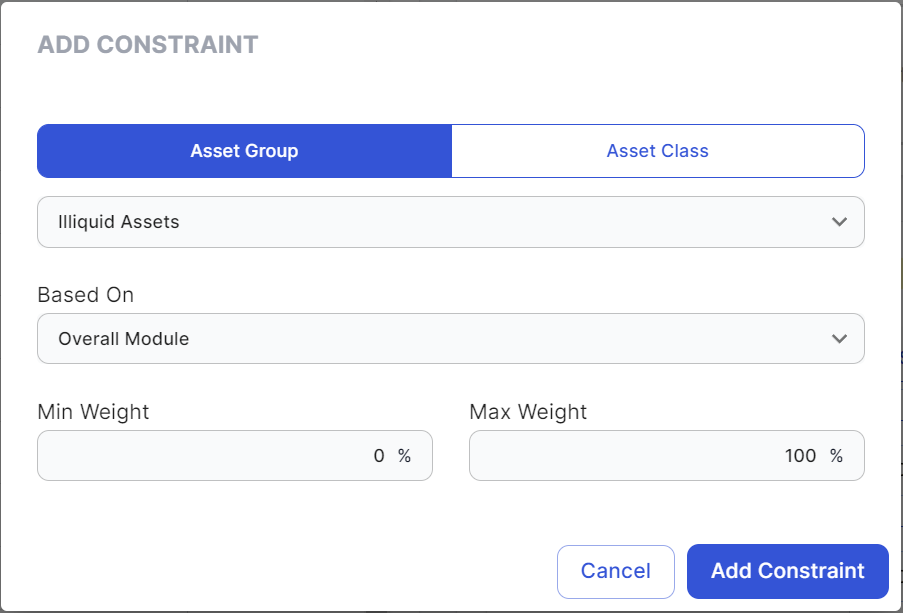 ADD CONSTRAINT
Asset Group
Asset Class
Illiquid Assets
Based On
Overall Module
Min Weight
Max Weight
0 %
100 %
Cancel
Add Constraint